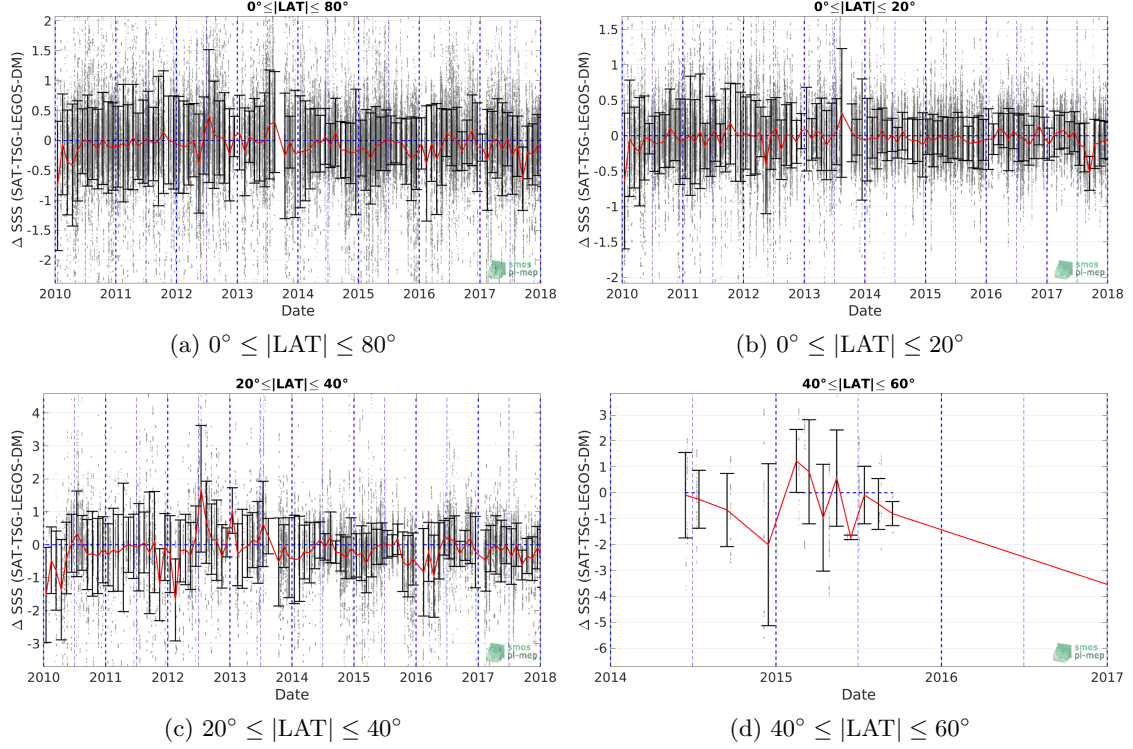 0°≤|LAT|≤ 80°
Δ SSS (SAT-TSG-LEGOS-DM)
1.5
1
0.5
0
-0.5
-1
-1.5
-2
2010 2011 2012 2013 2014 2015 2016 2017 2018
Date
smos
pi-mep
(a) 0° ≤ |LAT| ≤ 80°
0°≤|LAT|≤ 20°
Δ SSS (SAT-TSG-LEGOS-DM)
1.5
1
0.5
0
-0.5
-1
-1.5
-2
2010 2011 2012 2013 2014 2015 2016 2017 2018
Date
smos
pi-mep
(b) 0° ≤ |LAT| ≤ 20°
20°≤|LAT|≤ 40°
Δ SSS (SAT-TSG-LEGOS-DM)
4
3
2
1
0
-1
-2
-3
2010 2011 2012 2013 2014 2015 2016 2017 2018
Date
smos
pi-mep
(c) 20° ≤ |LAT| ≤ 40°
40°≤|LAT|≤ 60°
Δ SSS (SAT-TSG-LEGOS-DM)
3
2
1
0
-1
-2
-3
-4
-5
-6
2014 2015 2016 2017
Date
smos
pi-mep
(d) 40° ≤ |LAT| ≤ 60°